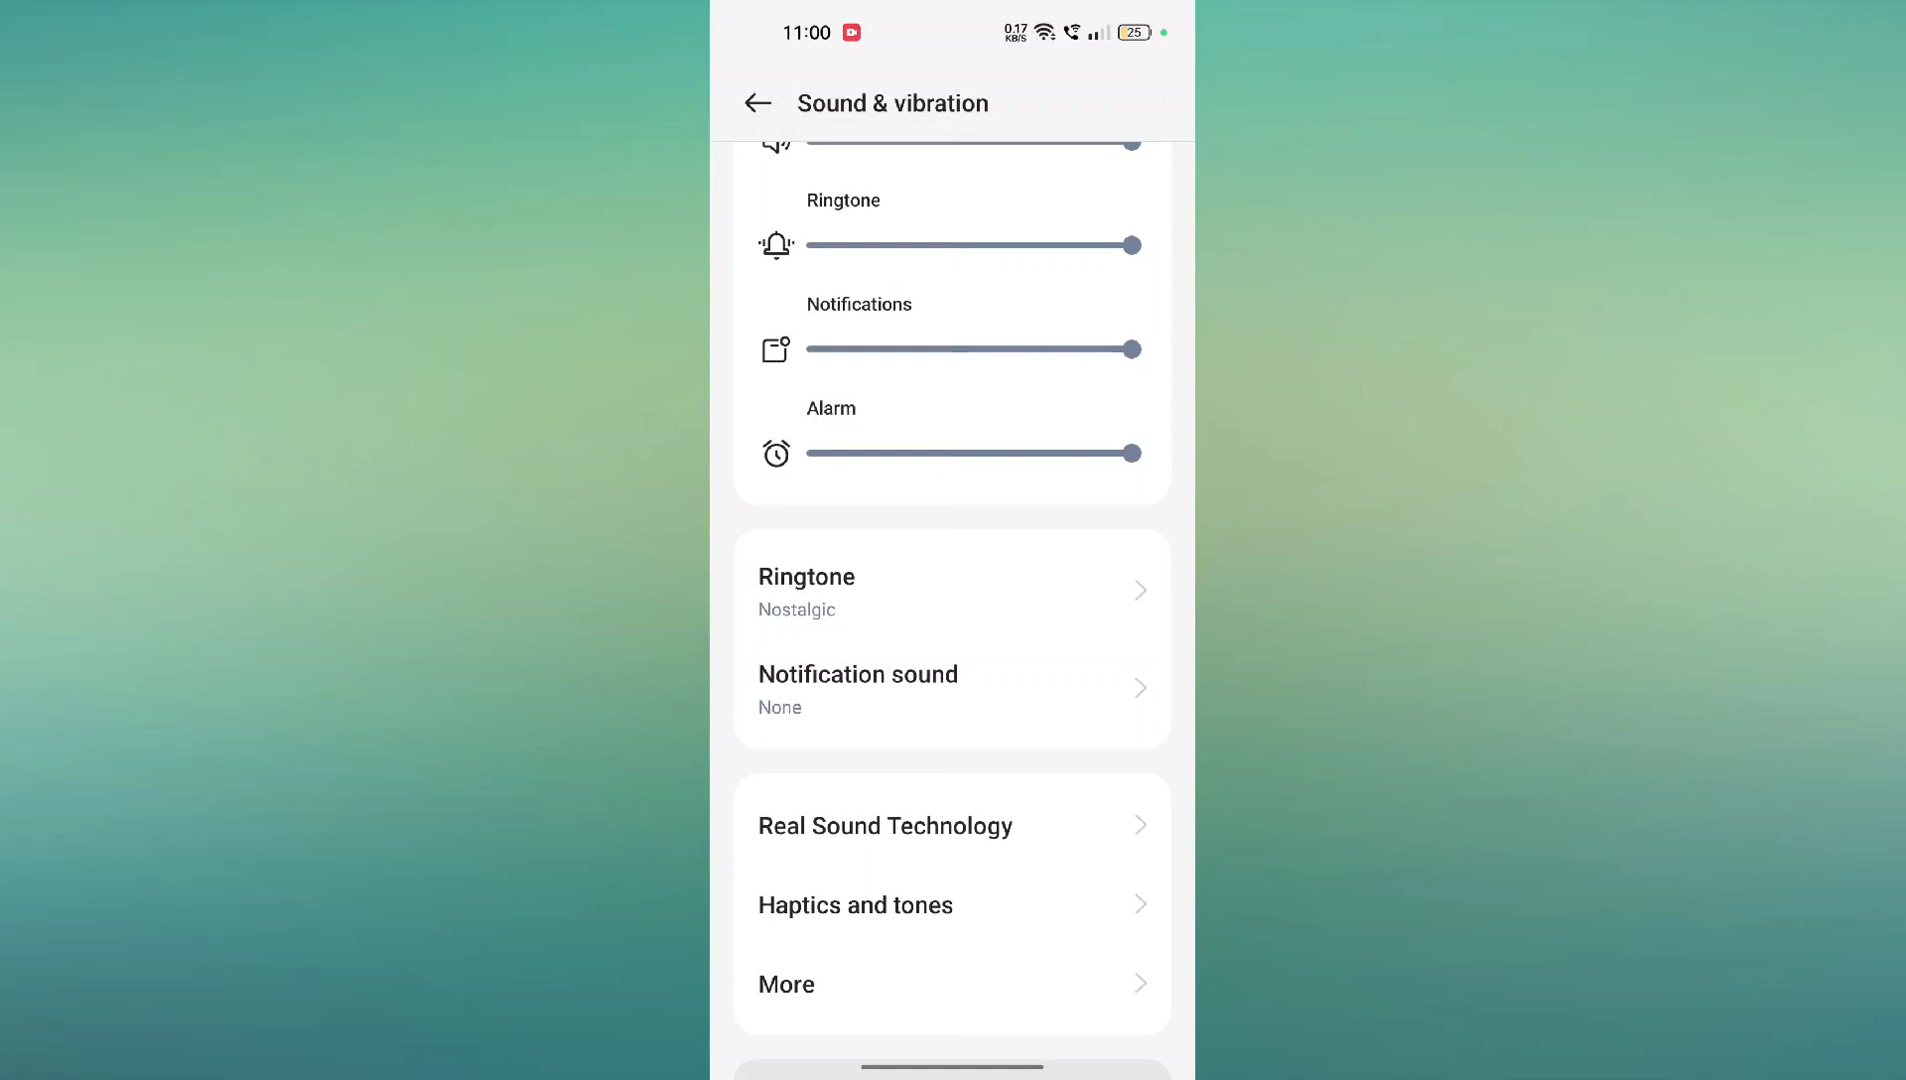 11:00
0.17
KB/S
25
Sound & vibration
Ringtone
Notifications
Alarm
Ringtone
Nostalgic
Notification sound
None
Real Sound Technology
Haptics and tones
More